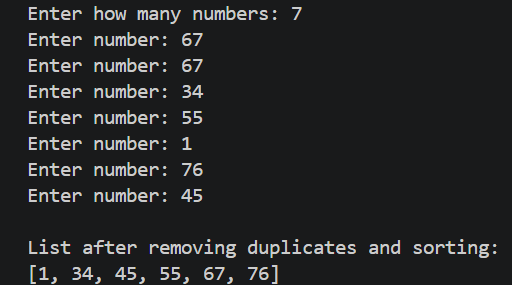 Enter how many numbers: 7
Enter number: 67
Enter number: 67
Enter number: 34
Enter number: 55
Enter number: 1
Enter number: 76
Enter number: 45
List after removing duplicates and sorting:
[1, 34, 45, 55, 67, 76]